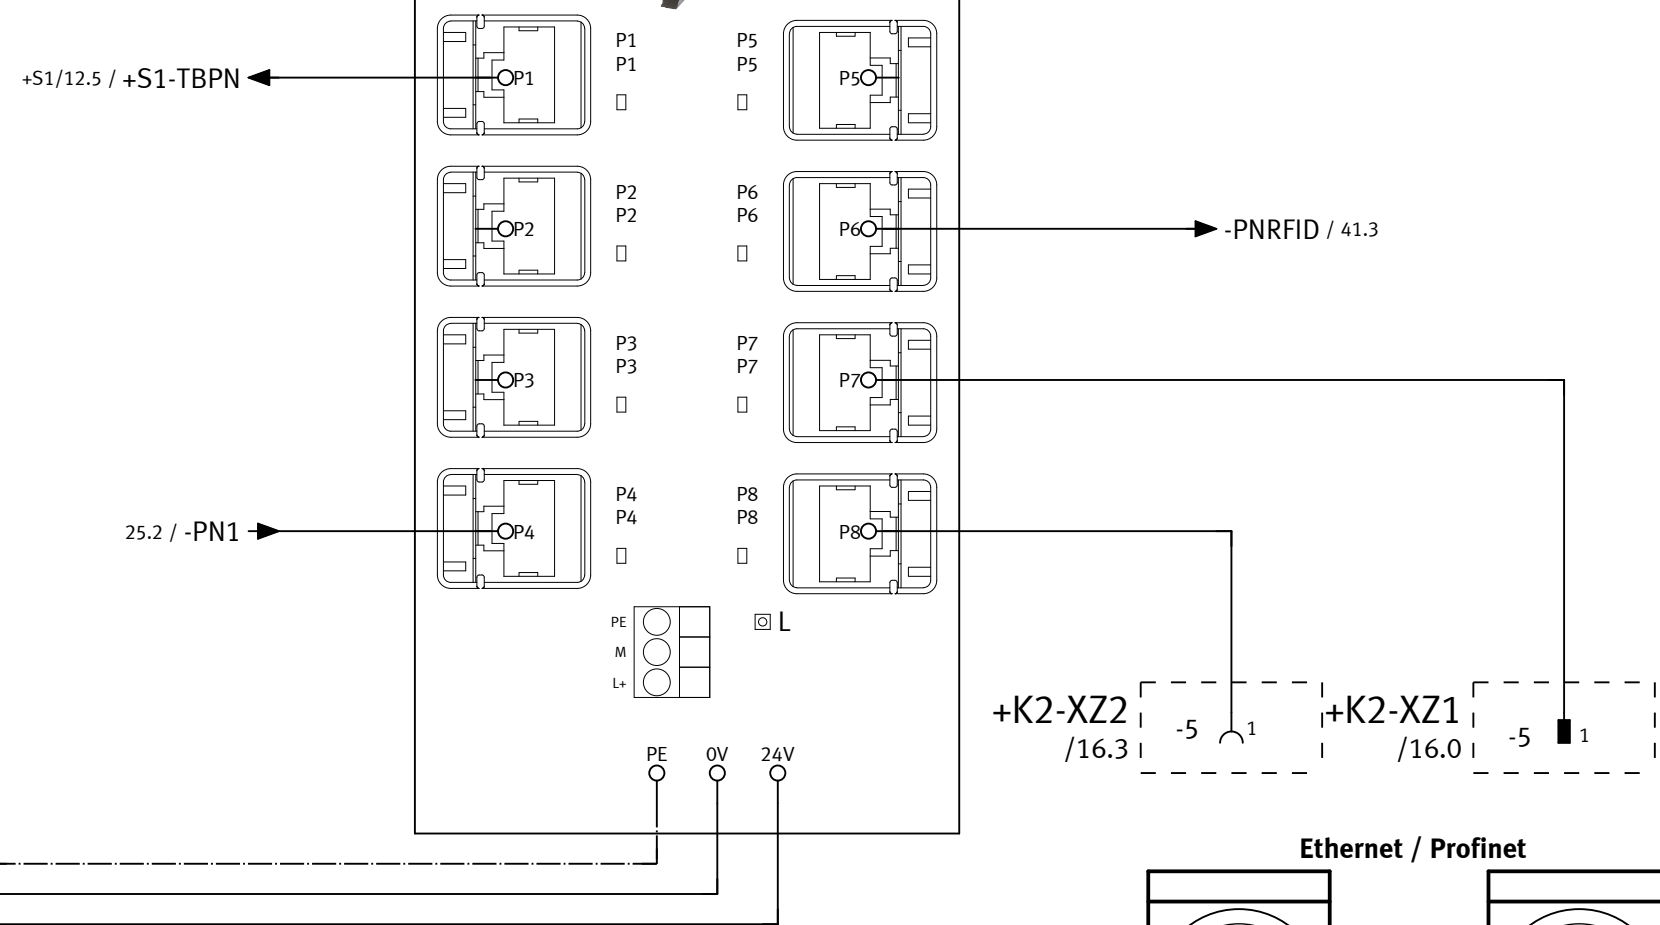 P1 P5
P1 P5
+S1/12.5 / +S1-TBPN P1 P5
P2 P6
P2 P6
P2 P6 -PNRFID / 41.3
P3 P7
P3 P7
P3 P7
P4 P8
P4 P8
25.2 / -PN1 P4 P8
PE L
M
L+
+K2-XZ2 -5 1 +K2-XZ1 -5 1
/16.3 /16.0
PE 0V 24V
Ethernet / Profinet